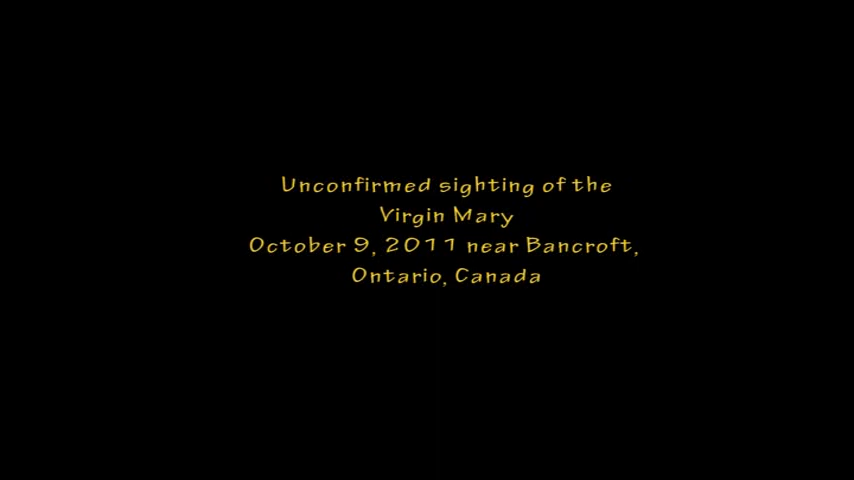 Unconfirmed sighting of the
Virgin Mary
October 9, 2011 near Bancroft,
Ontario, Canada